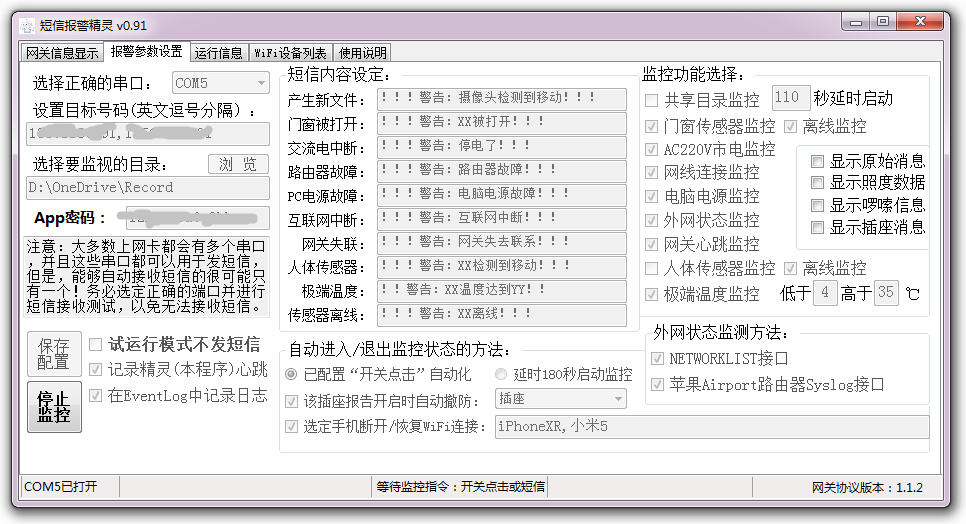 短信报警精灵 v0.91
网关信息显示 报警参数设置 运行信息 WiFi设备列表 使用说明
选择正确的串口： COM5
设置目标号码(英文逗号分隔)：
选择要监视的目录： 浏 览
D:\OneDrive\Record
App密码：
注意：大多数上网卡都会有多个串口
，并且这些串口都可以用于发短信，
但是，能够自动接收短信的很可能只
有一个！务必选定正确的端口并进行
短信接收测试，以免无法接收短信。
保存
配置
试运行模式不发短信
记录精灵(本程序)心跳
在EventLog中记录日志
停止
监控
短信内容设定：
产生新文件： ！！！警告：摄像头检测到移动！！！
门窗被打开： ！！！警告：XX被打开！！！
交流电中断： ！！！警告：停电了！！！
路由器故障： ！！！警告：路由器故障！！！
PC电源故障： ！！！警告：电脑电源故障！！！
互联网中断： ！！！警告：互联网中断！！！
网关失联： ！！！警告：网关失去联系！！！
人体传感器： ！！！警告：XX检测到移动！！！
极端温度： ！！警告：XX温度达到YY！！
传感器离线： ！！！警告：XX离线！！！
自动进入/退出监控状态的方法：
已配置“开关点击”自动化 延时180秒启动监控
该插座报告开启时自动撤防： 插座
选定手机断开/恢复WiFi连接： iPhoneXR,小米5
监控功能选择：
共享目录监控 110 秒延时启动
门窗传感器监控 离线监控
AC220V市电监控
网线连接监控
电脑电源监控
外网状态监控
网关心跳监控
显示原始消息
显示照度数据
显示啰嗦信息
显示插座消息
人体传感器监控 离线监控
极端温度监控 低于 4 高于 35 ℃
外网状态监测方法：
NETWORKLIST接口
苹果Airport路由器Syslog接口
COM5已打开 等待监控指令：开关点击或短信 网关协议版本：1.1.2